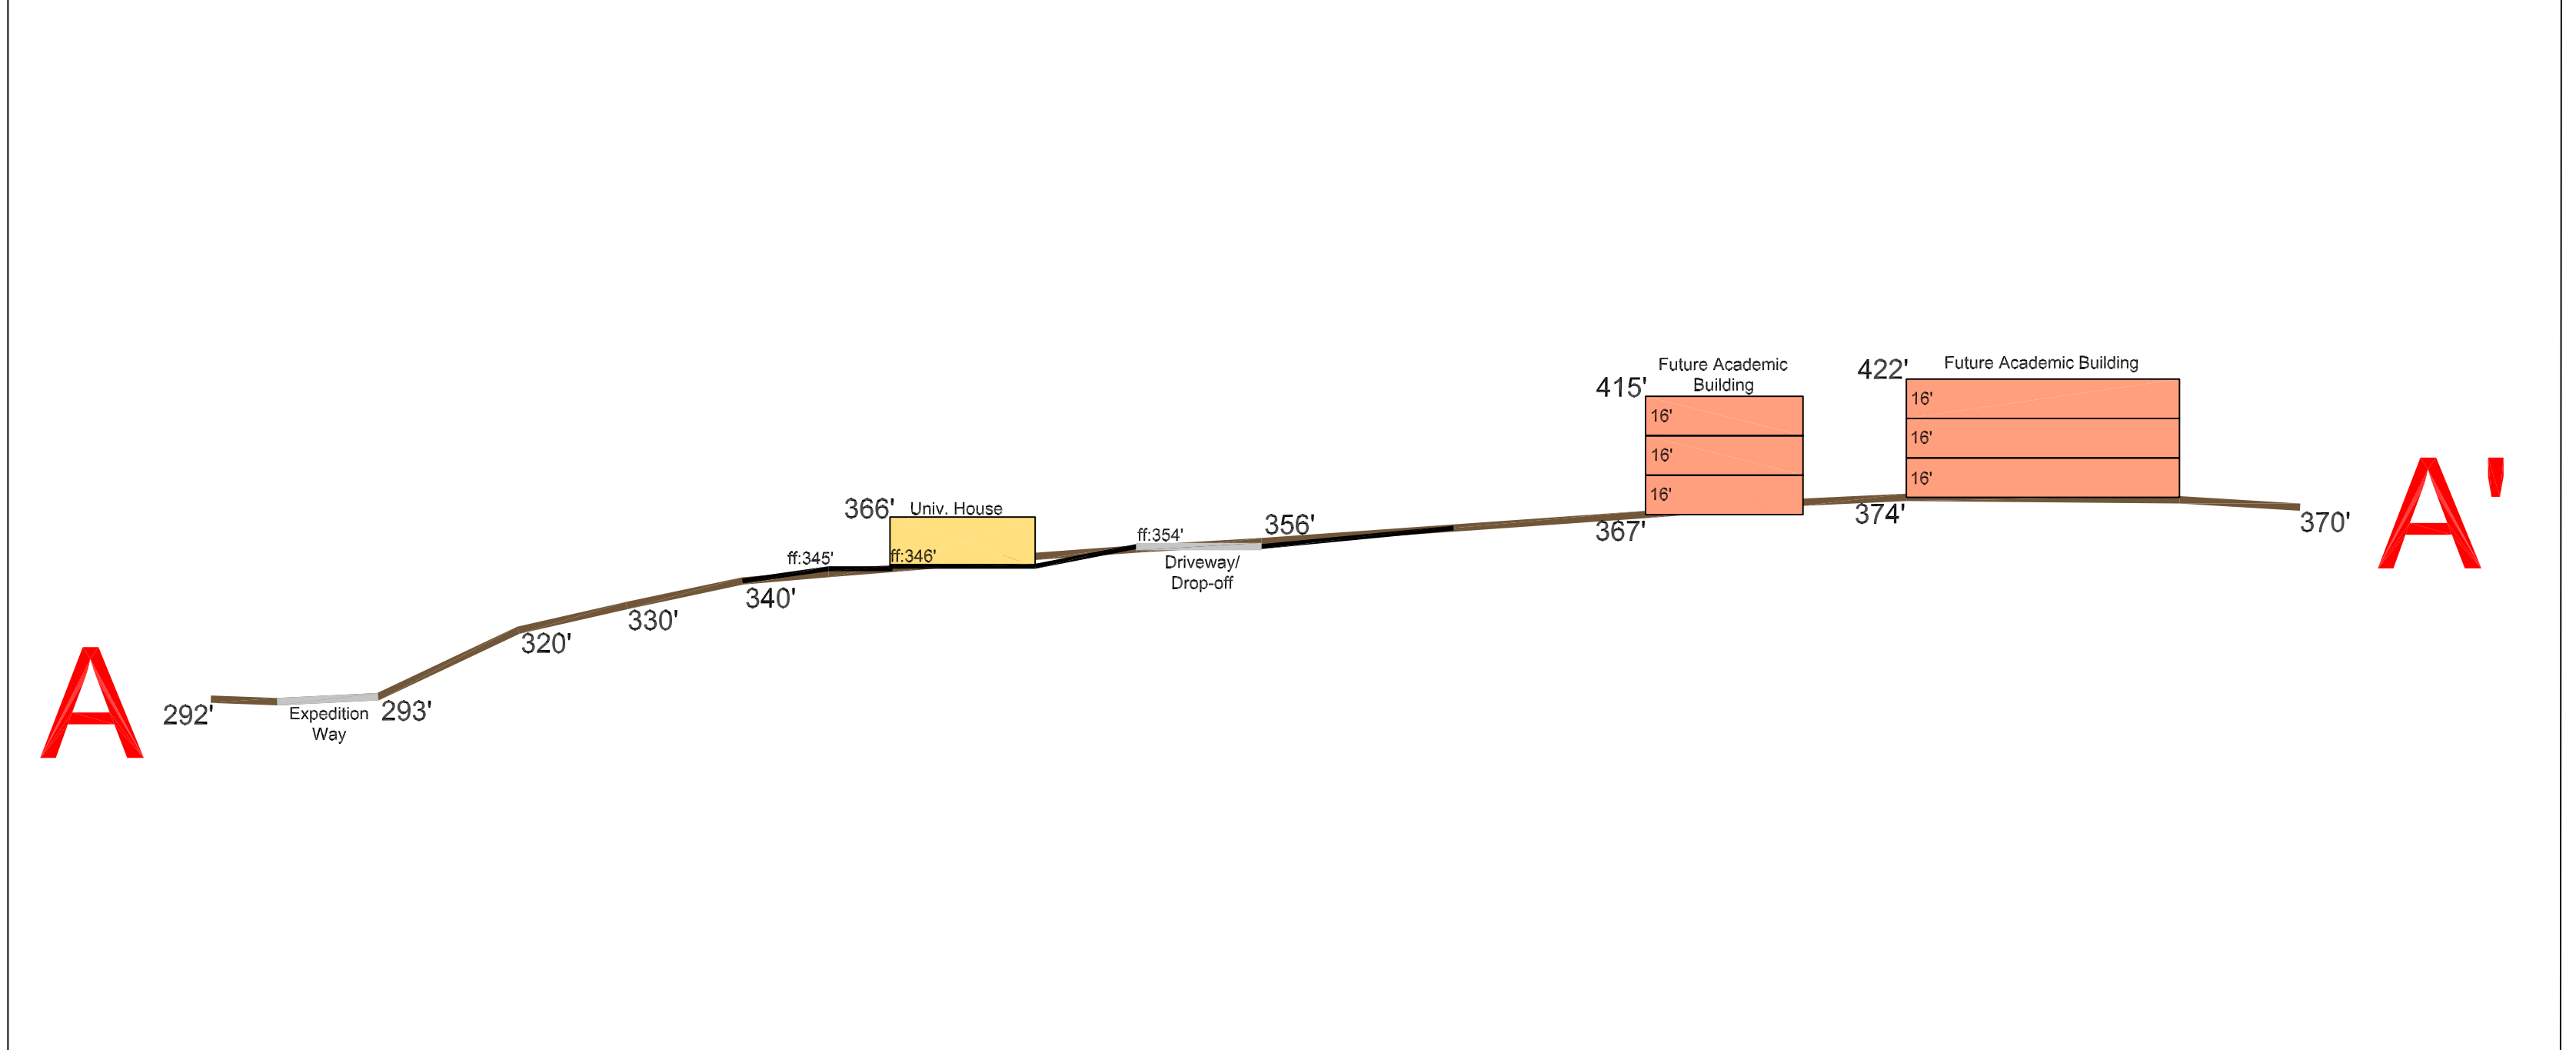 Future Academic
Building
Future Academic Building
415'
422'
16'
16'
16'
16'
16'
16'
A'
366'
Univ. House
ff:345'
ff:346'
ff:354'
356'
Driveway/
Drop-off
367'
374'
370'
340'
330'
320'
A
292'
Expedition
Way
293'